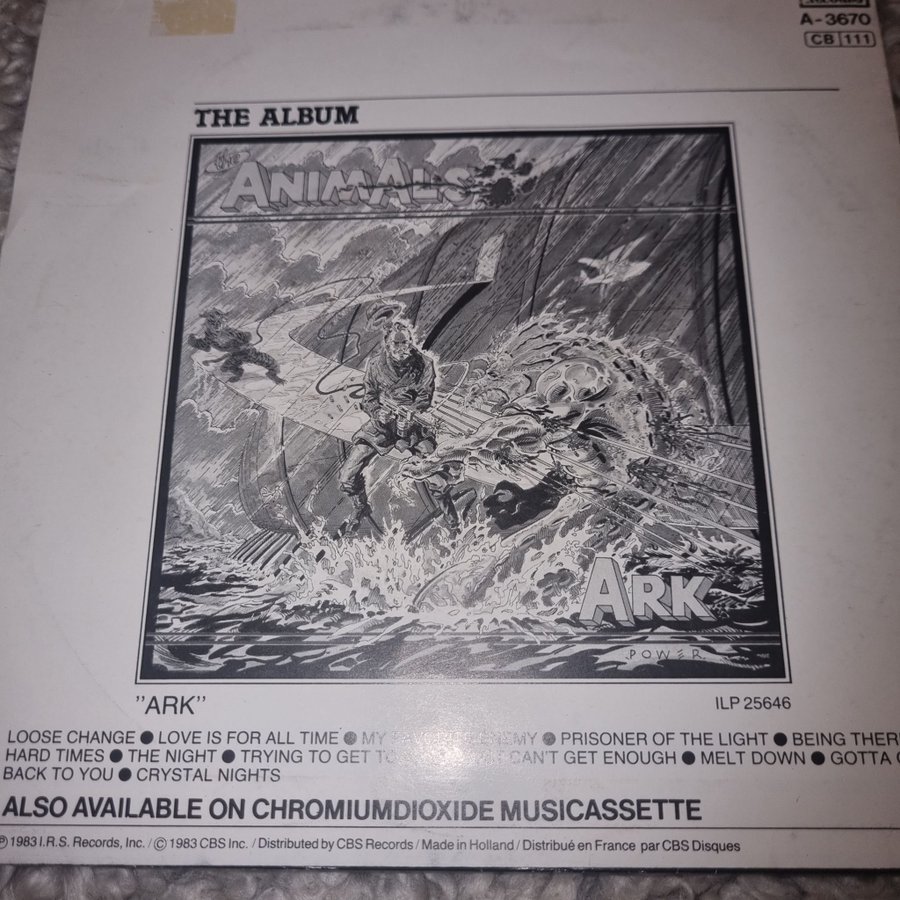 A-3670
CB 111
THE ALBUM
the
ANIMALS
ARK
POWER
"ARK"
ILP 25646
LOOSE CHANGE ● LOVE IS FOR ALL TIME ● MY ENEMY ● PRISONER OF THE LIGHT ● BEING THER
HARD TIMES ● THE NIGHT ● TRYING TO GET CAN'T GET ENOUGH ● MELT DOWN ● GOTTA
BACK TO YOU ● CRYSTAL NIGHTS
ALSO AVAILABLE ON CHROMIUMDIOXIDE MUSICASSETTE
℗ 1983 I.R.S. Records, Inc. / © 1983 CBS Inc. / Distributed by CBS Records / Made in Holland / Distribué en France par CBS Disques